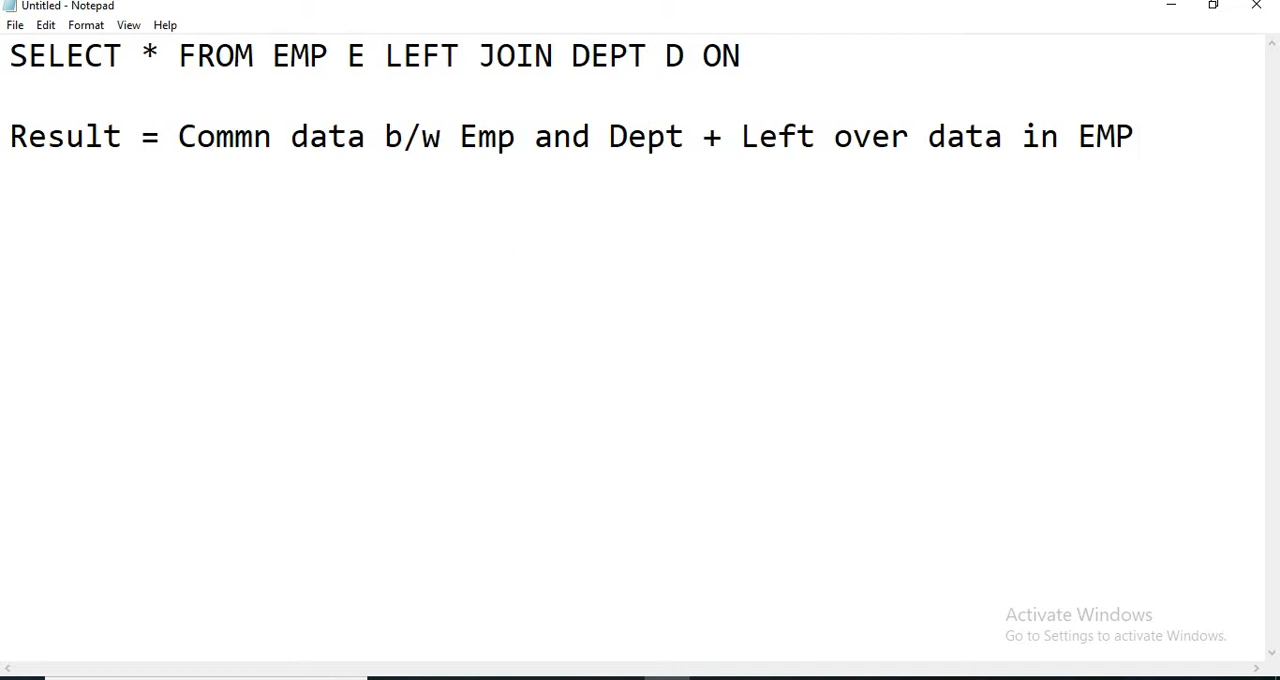 Untitled - Notepad
File Edit Format View Help
SELECT * FROM EMP E LEFT JOIN DEPT D ON
Result = Commn data b/w Emp and Dept + Left over data in EMP
Activate Windows
Go to Settings to activate Windows.